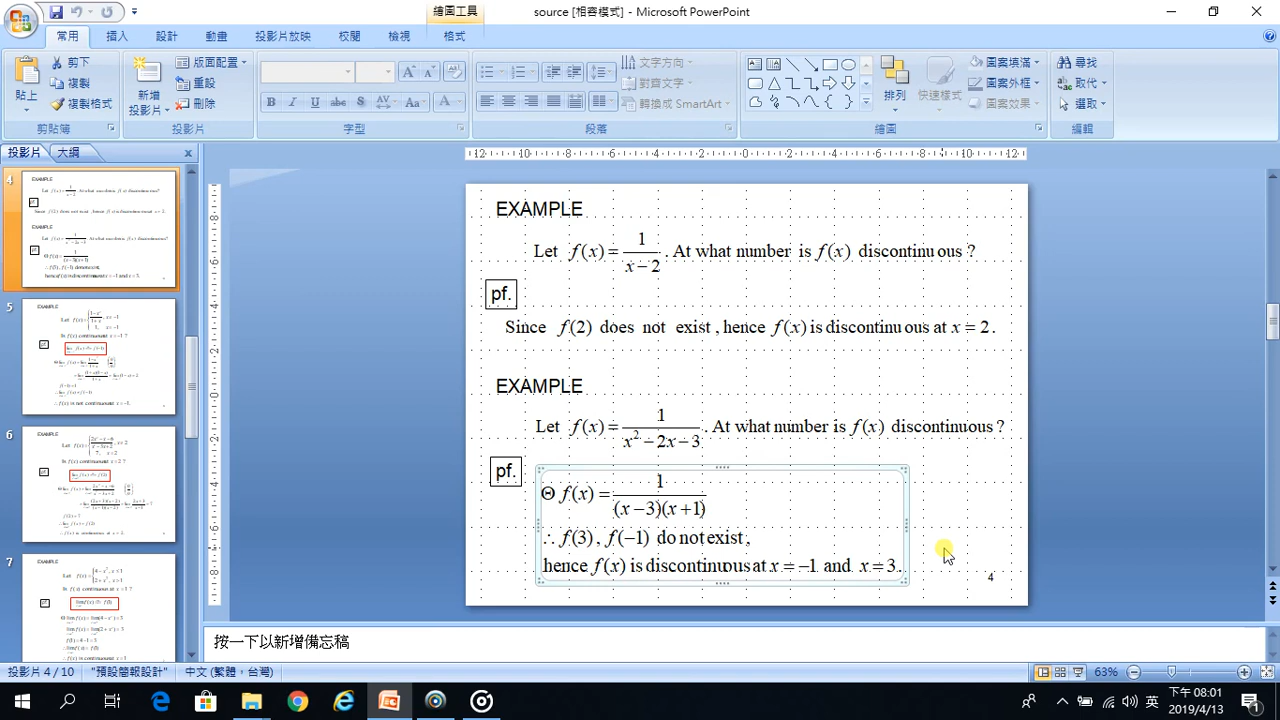 繪圖工具 source [相容模式] - Microsoft PowerPoint
常用 插入 設計 動畫 投影片放映 校閱 檢視 格式
剪下 版面配置 文字方向 圖案填滿 尋找
貼上 複製 新增 重設 對齊文字 排列 快速樣式 圖案外框 取代
複製格式 投影片 刪除 B I U abc S AV Aa A 轉換成 SmartArt 圖案效果 選取
剪貼簿 投影片 字型 段落 繪圖 編輯
投影片 大綱
4
5
6
7
EXAMPLE
Let f(x) = 1/(x−2) . At what number is f(x) discontinuous ?
pf.
Since f(2) does not exist , hence f(x) is discontinuous at x = 2.
EXAMPLE
Let f(x) = 1/(x² − 2x − 3) . At what number is f(x) discontinuous ?
pf.
Θ f(x) = 1/((x − 3)(x + 1))
∴ f(3) , f(−1) do not exist ,
hence f(x) is discontinuous at x = −1 and x = 3.
4
按一下以新增備忘稿
投影片 4 / 10 "預設簡報設計" 中文 (繁體，台灣) 63%
英 下午 08:01
2019/4/13